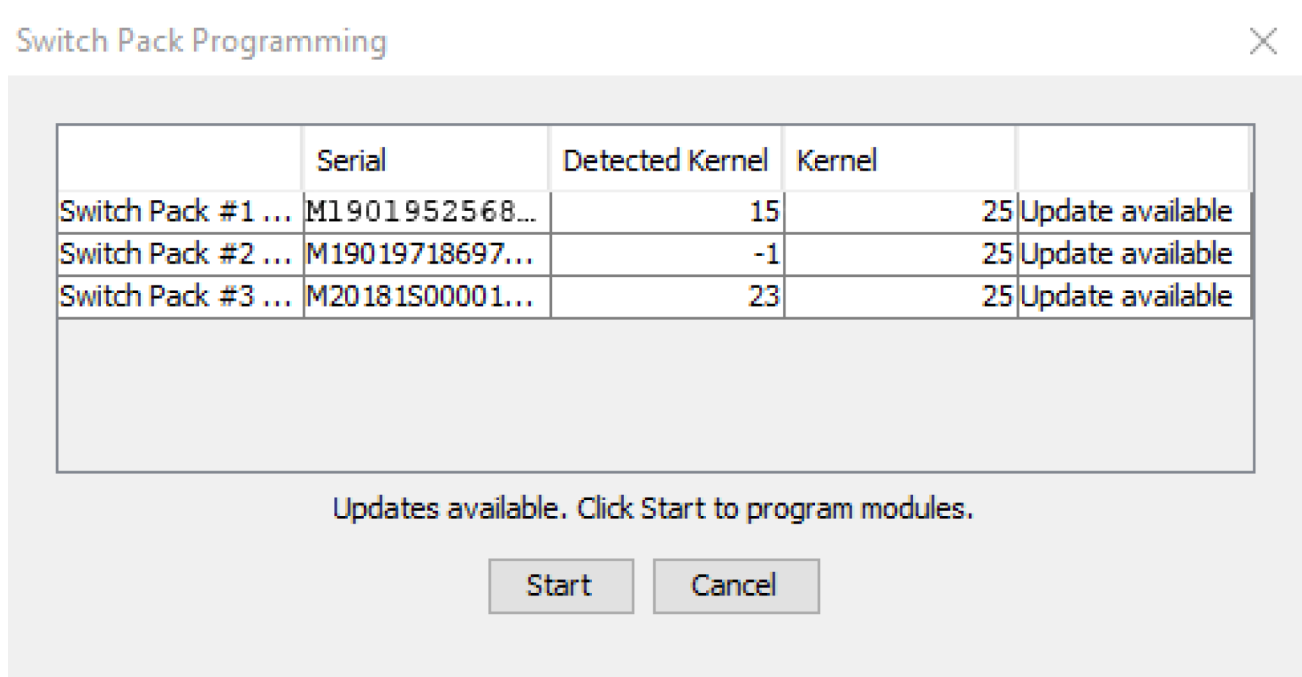 Switch Pack Programming
Serial Detected Kernel Kernel
Switch Pack #1 ... M1901952568... 15 25 Update available
Switch Pack #2 ... M19019718697... -1 25 Update available
Switch Pack #3 ... M20181S00001... 23 25 Update available
Updates available. Click Start to program modules.
Start Cancel